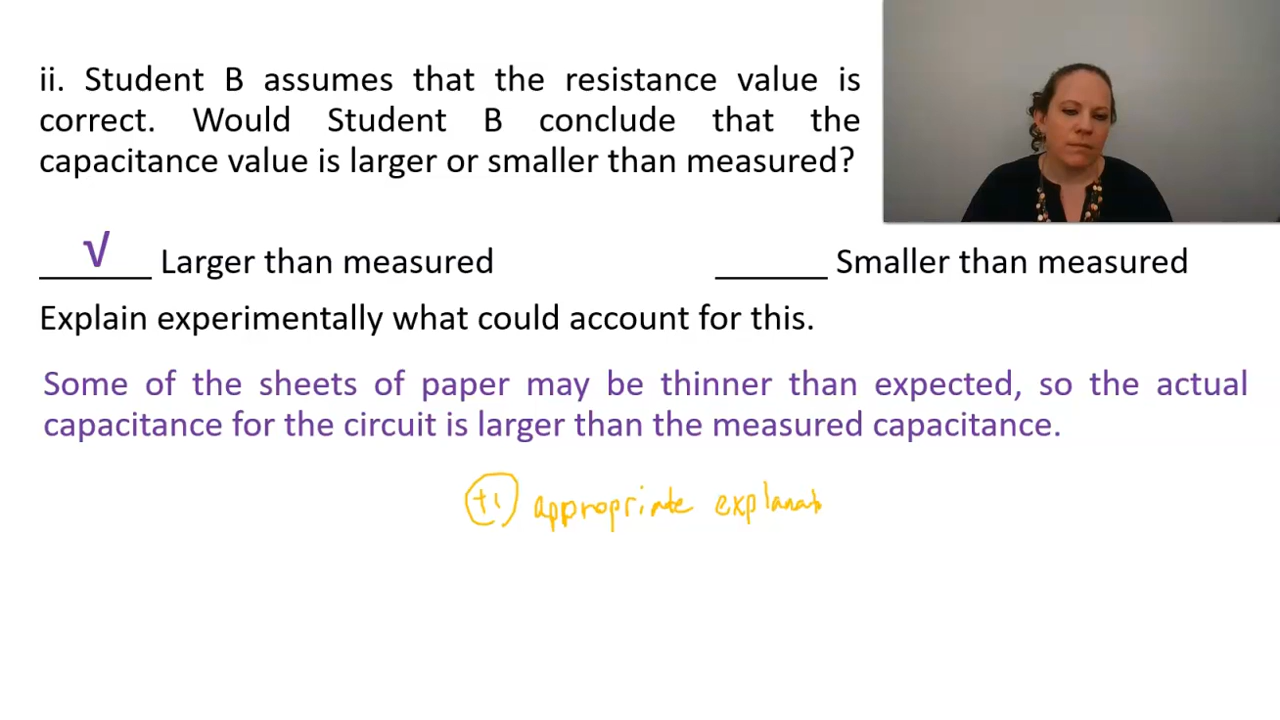 ii. Student B assumes that the resistance value is
correct. Would Student B conclude that the
capacitance value is larger or smaller than measured?
______ √ Larger than measured ______ Smaller than measured
Explain experimentally what could account for this.
Some of the sheets of paper may be thinner than expected, so the actual
capacitance for the circuit is larger than the measured capacitance.
+1 appropriate explanat